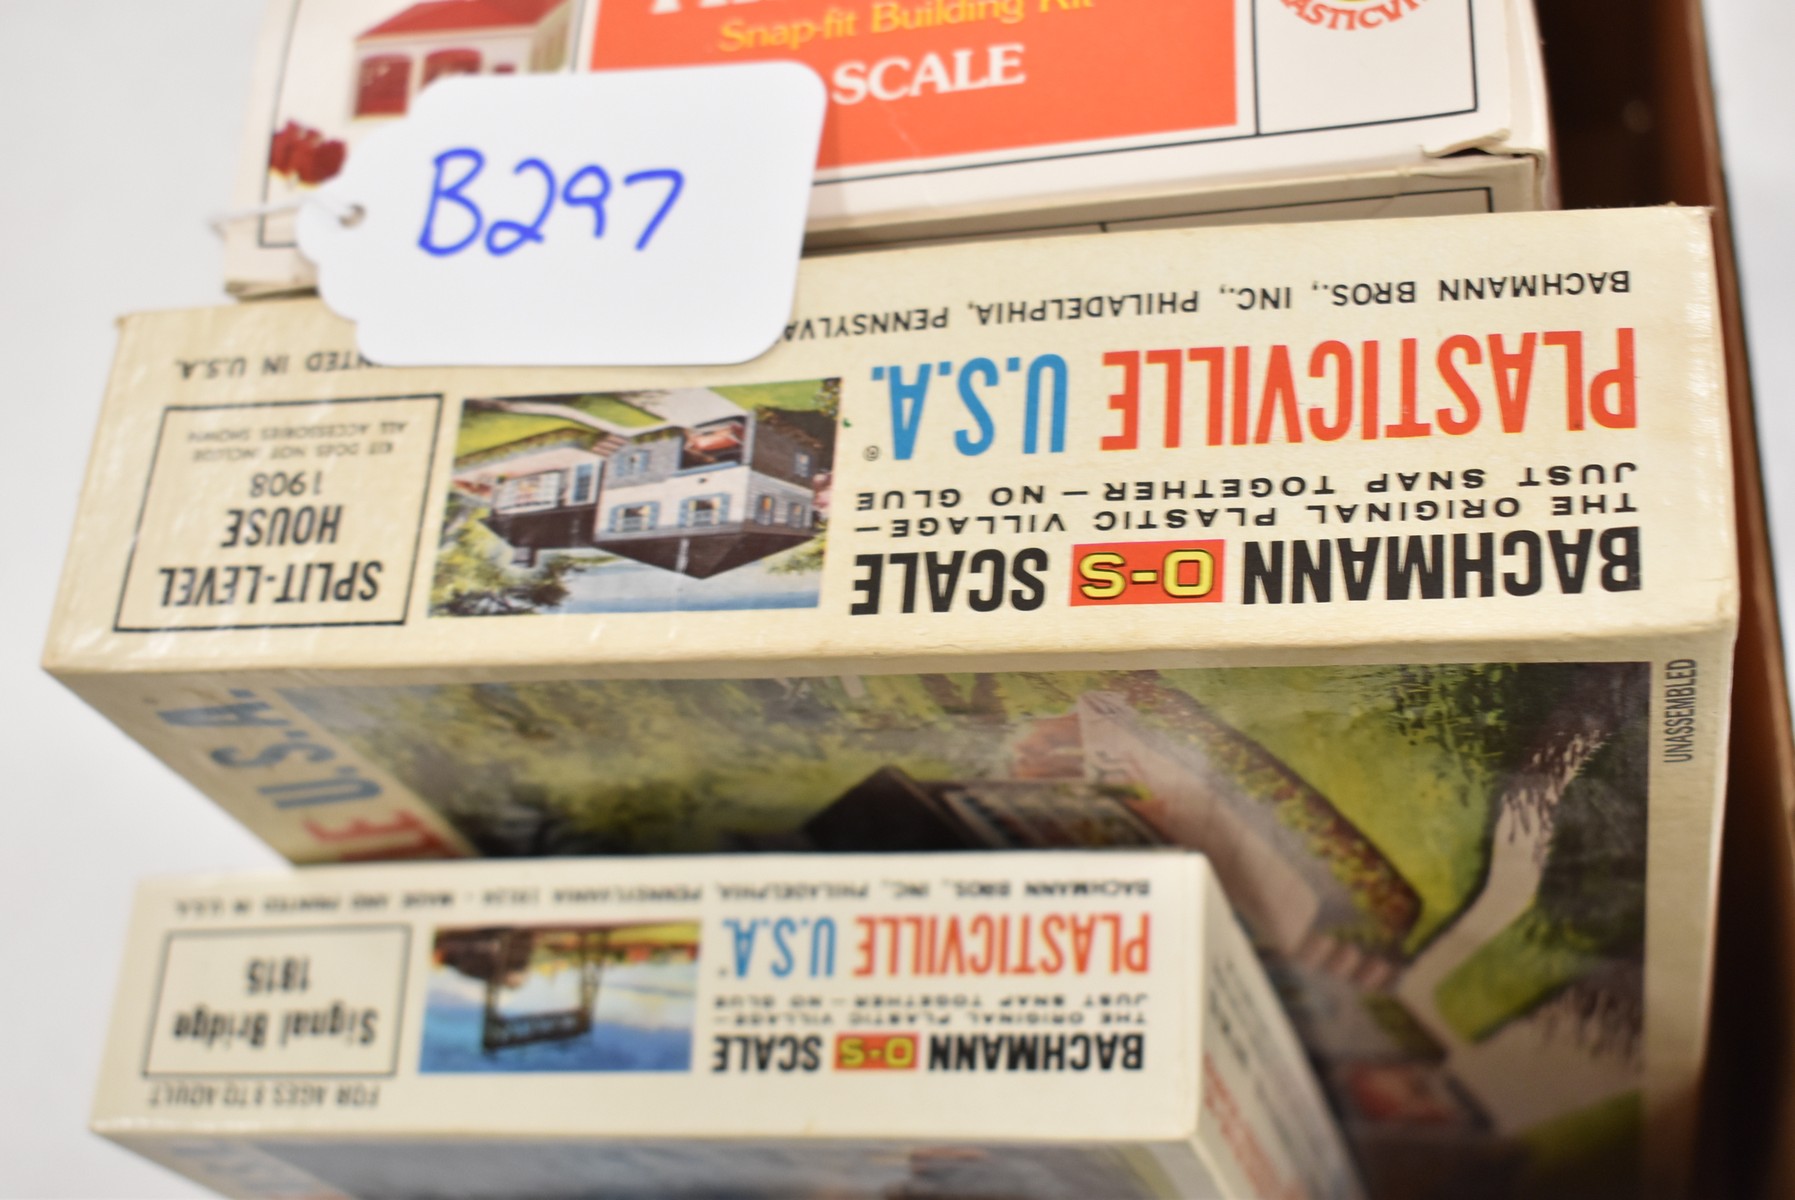 Snap-fit Building Kit
SCALE
B297
BACHMANN BROS., INC., PHILADELPHIA,
PLASTICVILLE U.S.A.
JUST SNAP TOGETHER – NO GLUE
THE ORIGINAL PLASTIC VILLAGE –
BACHMANN O-S SCALE
IN U.S.A.
SPLIT-LEVEL
HOUSE
1908
KIT DOES NOT INCLUDE
ALL ACCESSORIES SHOWN
UNASSEMBLED
U.S.A.
BACHMANN O-S SCALE
THE ORIGINAL PLASTIC VILLAGE –
JUST SNAP TOGETHER – NO GLUE
PLASTICVILLE U.S.A.
BACHMANN BROS., INC., PHILADELPHIA, PENNSYLVANIA 19124 - MADE AND PRINTED IN U.S.A.
FOR AGES 8 TO ADULT
Signal Bridge
1815